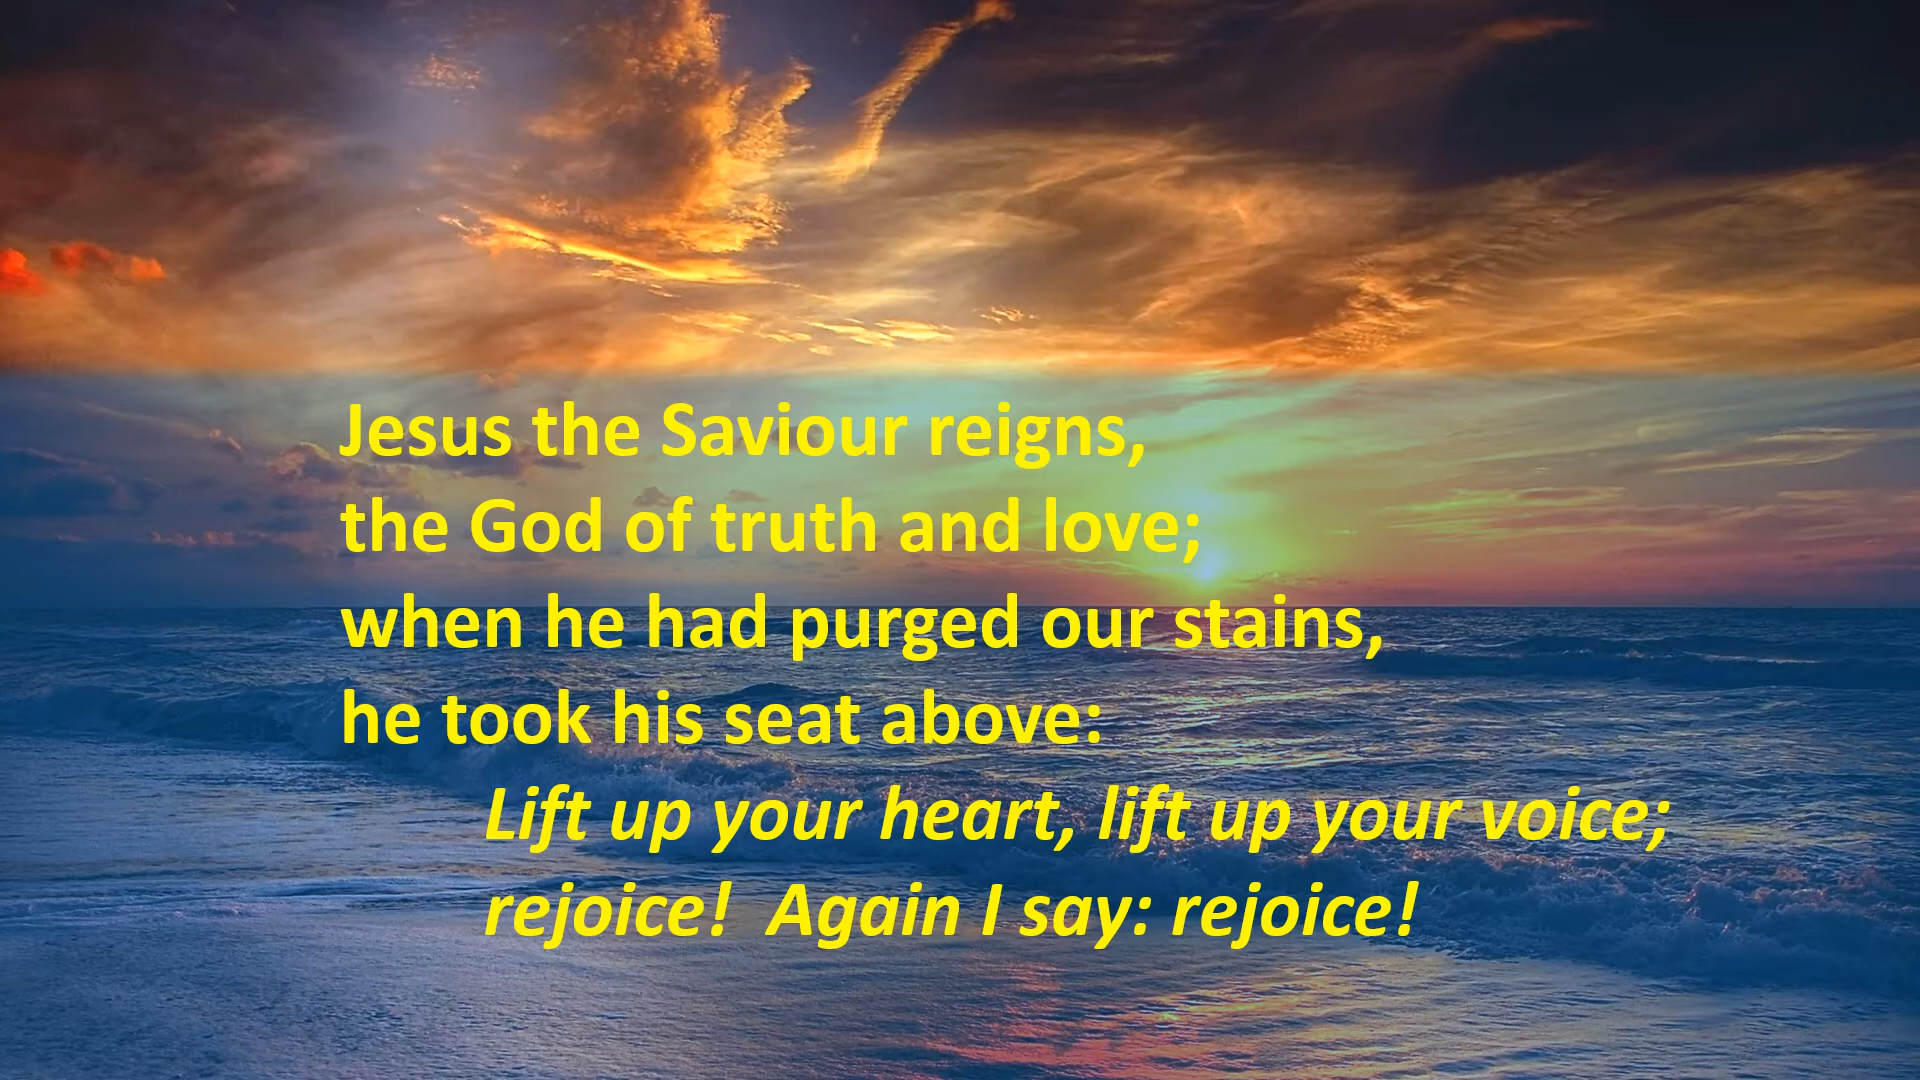 Jesus the Saviour reigns,
the God of truth and love;
when he had purged our stains,
he took his seat above:
Lift up your heart, lift up your voice;
rejoice!  Again I say: rejoice!